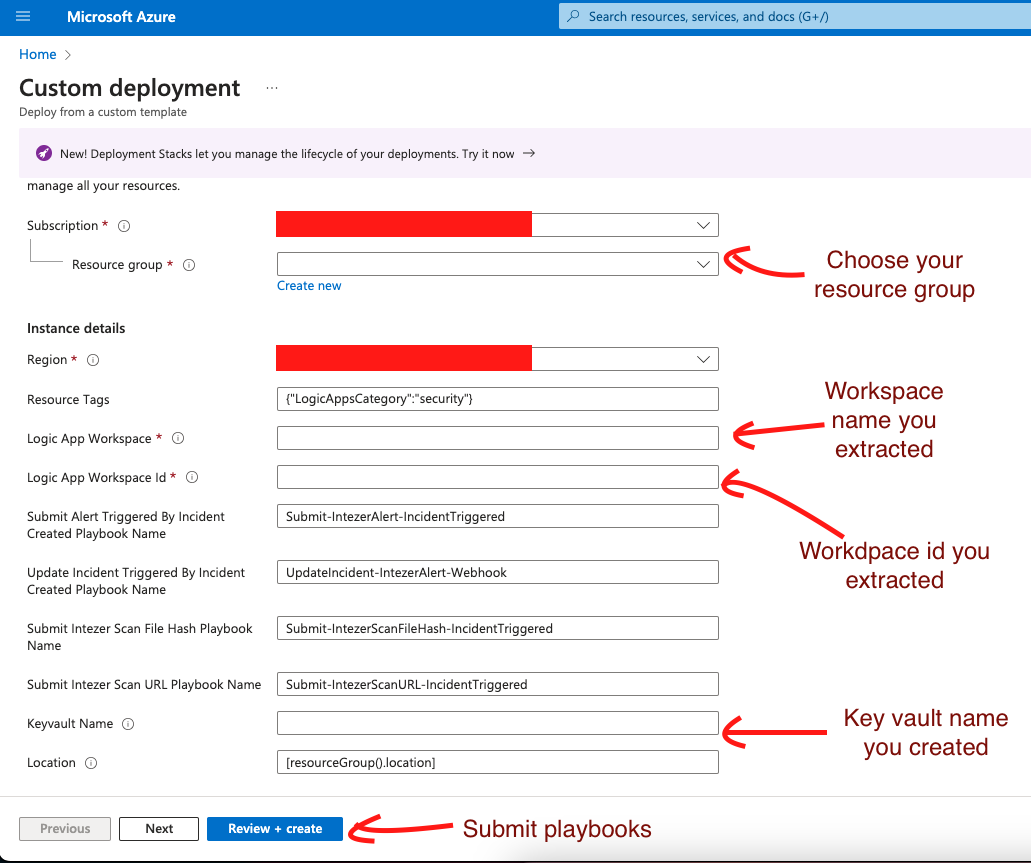 Microsoft Azure
Search resources, services, and docs (G+/)
Home >
Custom deployment ...
Deploy from a custom template
New! Deployment Stacks let you manage the lifecycle of your deployments. Try it now →
manage all your resources.
Subscription *
Resource group *
Create new
Choose your
resource group
Instance details
Region *
Resource Tags
{"LogicAppsCategory":"security"}
Workspace
name you
extracted
Logic App Workspace *
Logic App Workspace Id *
Submit Alert Triggered By Incident
Created Playbook Name
Submit-IntezerAlert-IncidentTriggered
Workdpace id you
extracted
Update Incident Triggered By Incident
Created Playbook Name
UpdateIncident-IntezerAlert-Webhook
Submit Intezer Scan File Hash Playbook
Name
Submit-IntezerScanFileHash-IncidentTriggered
Submit Intezer Scan URL Playbook Name
Submit-IntezerScanURL-IncidentTriggered
Keyvault Name
Key vault name
you created
Location
[resourceGroup().location]
Previous
Next
Review + create
Submit playbooks